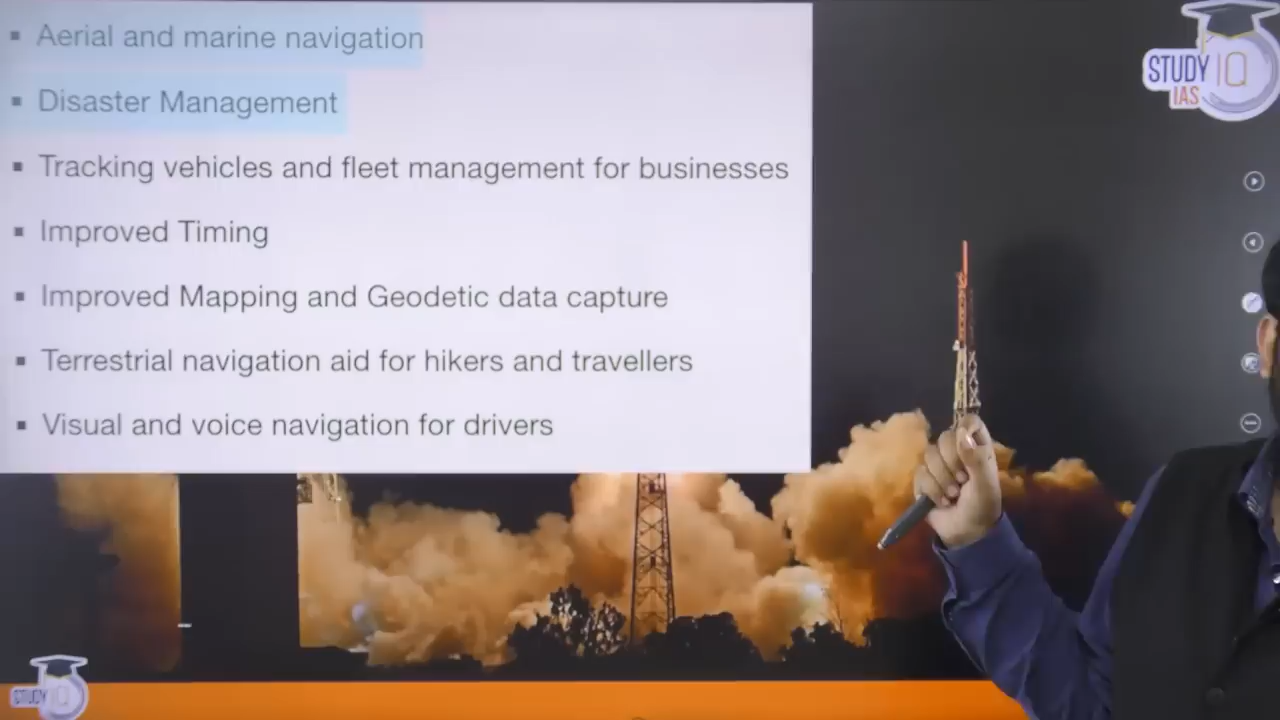 Aerial and marine navigation
Disaster Management
Tracking vehicles and fleet management for businesses
Improved Timing
Improved Mapping and Geodetic data capture
Terrestrial navigation aid for hikers and travellers
Visual and voice navigation for drivers
STUDY IQ
IAS
STUDY IQ